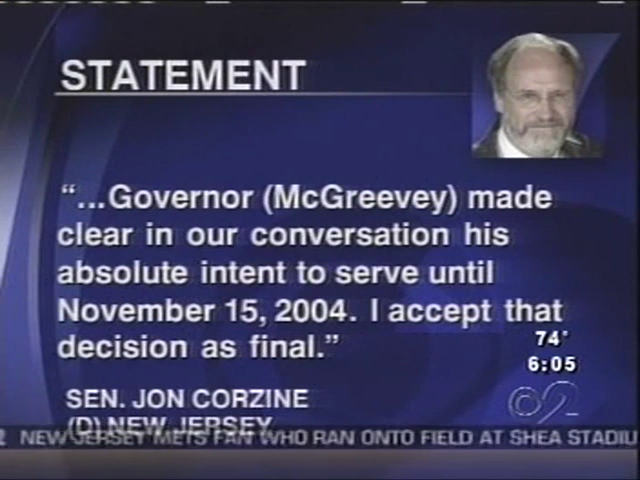 STATEMENT
“...Governor (McGreevey) made
clear in our conversation his
absolute intent to serve until
November 15, 2004. I accept that
decision as final.”
74°
6:05
SEN. JON CORZINE
(D) NEW JERSEY
2
NEW JERSEY METS FAN WHO RAN ONTO FIELD AT SHEA STADIU